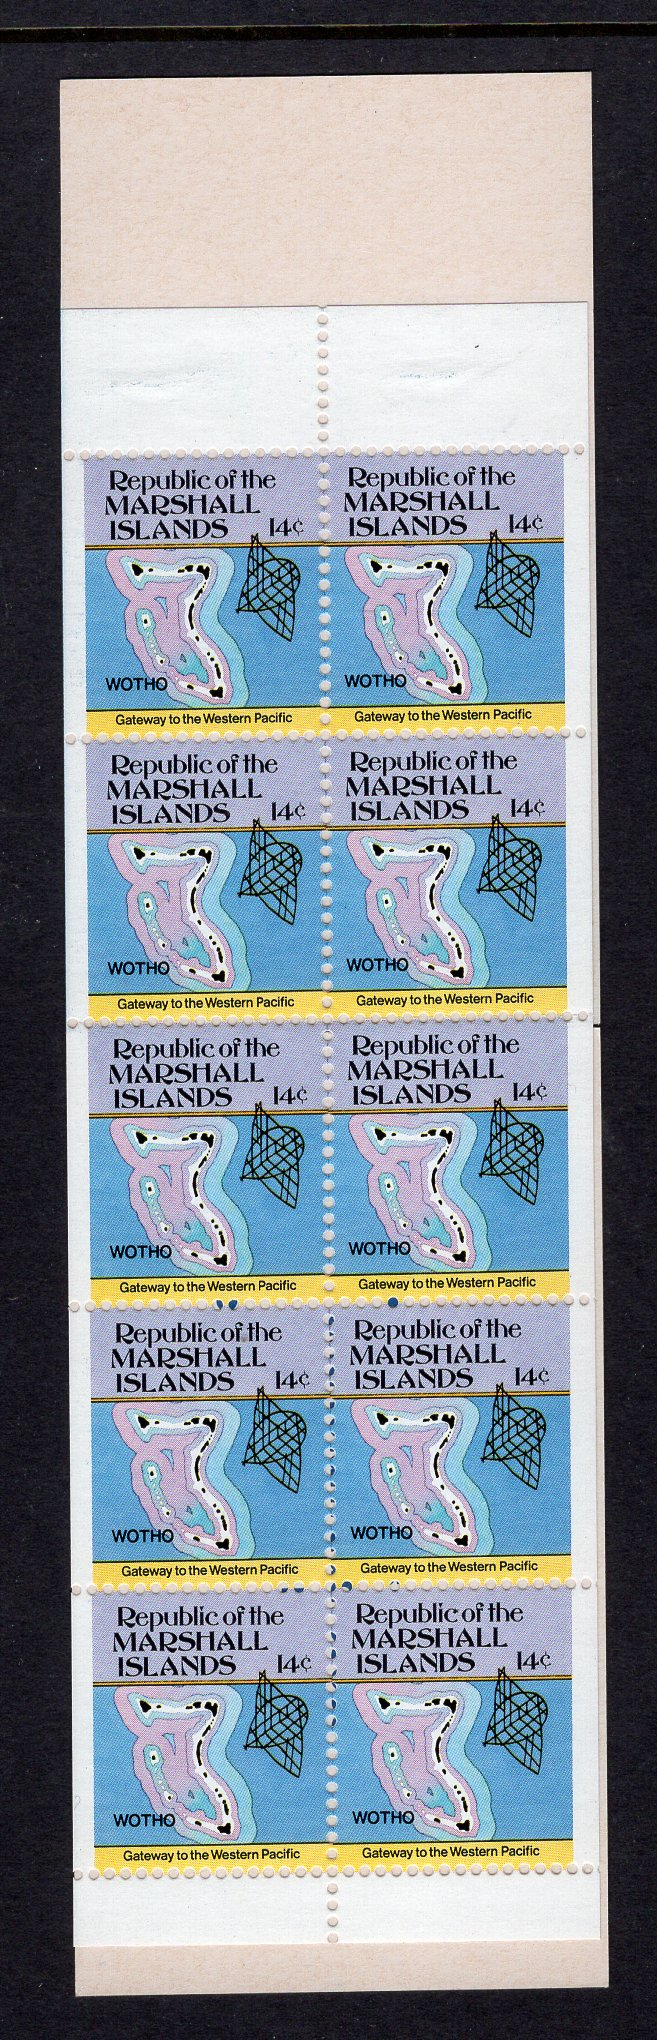 Republic of the
MARSHALL
ISLANDS 14¢
WOTHO
Gateway to the Western Pacific
Republic of the
MARSHALL
ISLANDS 14¢
WOTHO
Gateway to the Western Pacific
Republic of the
MARSHALL
ISLANDS 14¢
WOTHO
Gateway to the Western Pacific
Republic of the
MARSHALL
ISLANDS 14¢
WOTHO
Gateway to the Western Pacific
Republic of the
MARSHALL
ISLANDS 14¢
WOTHO
Gateway to the Western Pacific
Republic of the
MARSHALL
ISLANDS 14¢
WOTHO
Gateway to the Western Pacific
Republic of the
MARSHALL
ISLANDS 14¢
WOTHO
Gateway to the Western Pacific
Republic of the
MARSHALL
ISLANDS 14¢
WOTHO
Gateway to the Western Pacific
Republic of the
MARSHALL
ISLANDS 14¢
WOTHO
Gateway to the Western Pacific
Republic of the
MARSHALL
ISLANDS 14¢
WOTHO
Gateway to the Western Pacific